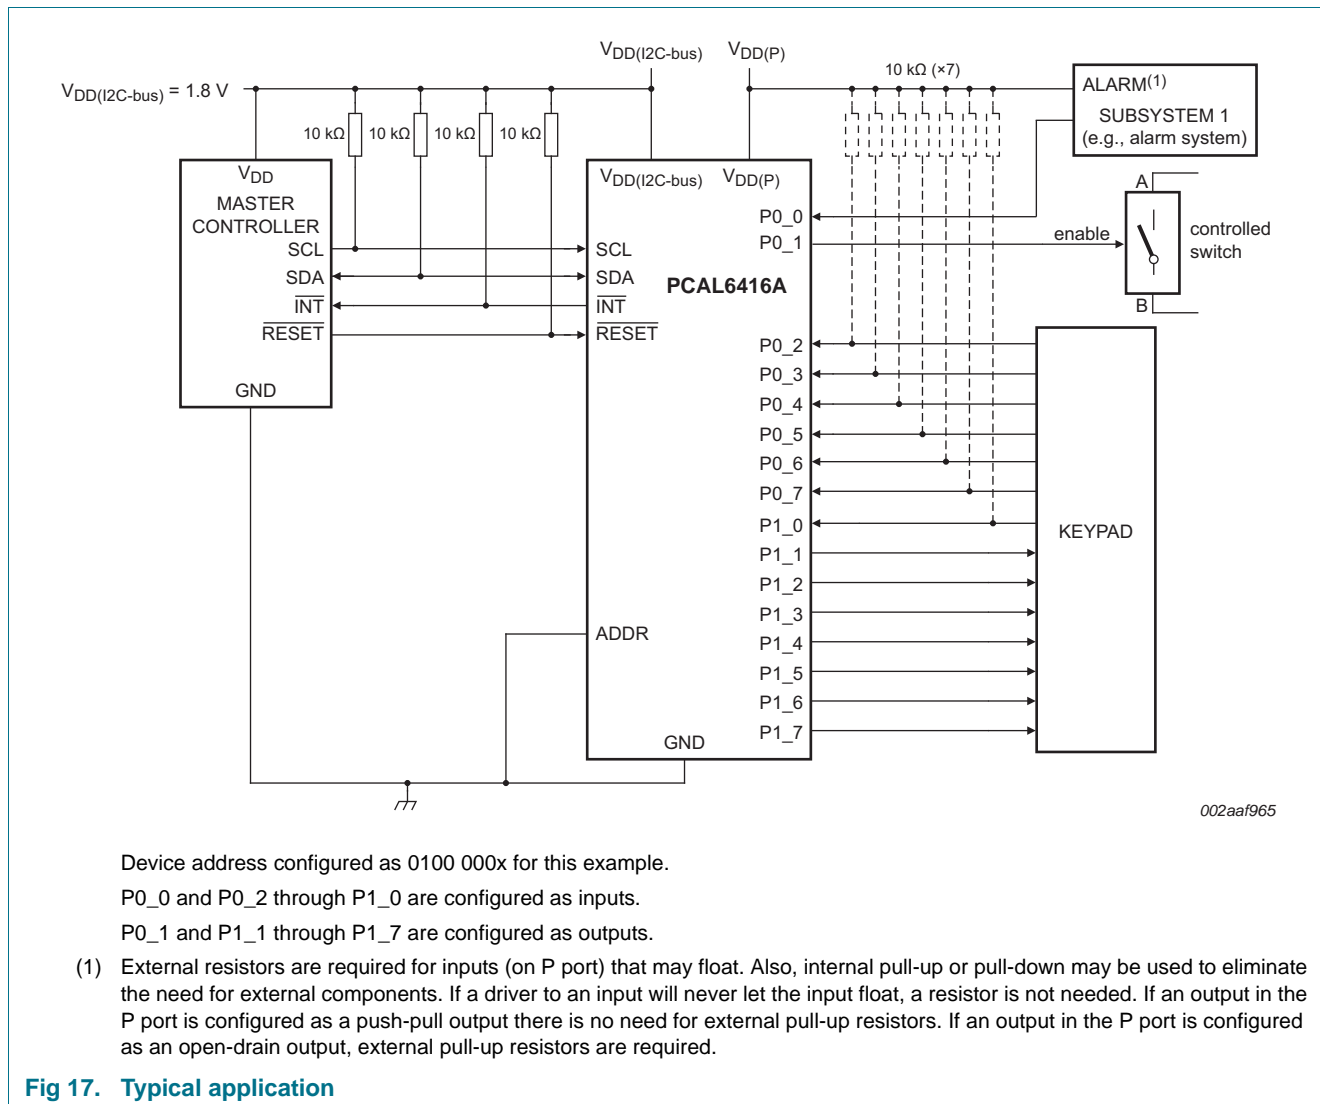 VDD(I2C-bus) VDD(P)
VDD(I2C-bus) = 1.8 V
10 kΩ (×7)
ALARM(1)
SUBSYSTEM 1
(e.g., alarm system)
10 kΩ 10 kΩ 10 kΩ 10 kΩ
VDD
MASTER
CONTROLLER
SCL
SDA
INT
RESET
GND
VDD(I2C-bus) VDD(P)
SCL
SDA
INT
RESET
PCAL6416A
ADDR
GND
P0_0
P0_1
P0_2
P0_3
P0_4
P0_5
P0_6
P0_7
P1_0
P1_1
P1_2
P1_3
P1_4
P1_5
P1_6
P1_7
enable
A
B
controlled
switch
KEYPAD
002aaf965
Device address configured as 0100 000x for this example.
P0_0 and P0_2 through P1_0 are configured as inputs.
P0_1 and P1_1 through P1_7 are configured as outputs.
(1) External resistors are required for inputs (on P port) that may float. Also, internal pull-up or pull-down may be used to eliminate
the need for external components. If a driver to an input will never let the input float, a resistor is not needed. If an output in the
P port is configured as a push-pull output there is no need for external pull-up resistors. If an output in the P port is configured
as an open-drain output, external pull-up resistors are required.
Fig 17. Typical application